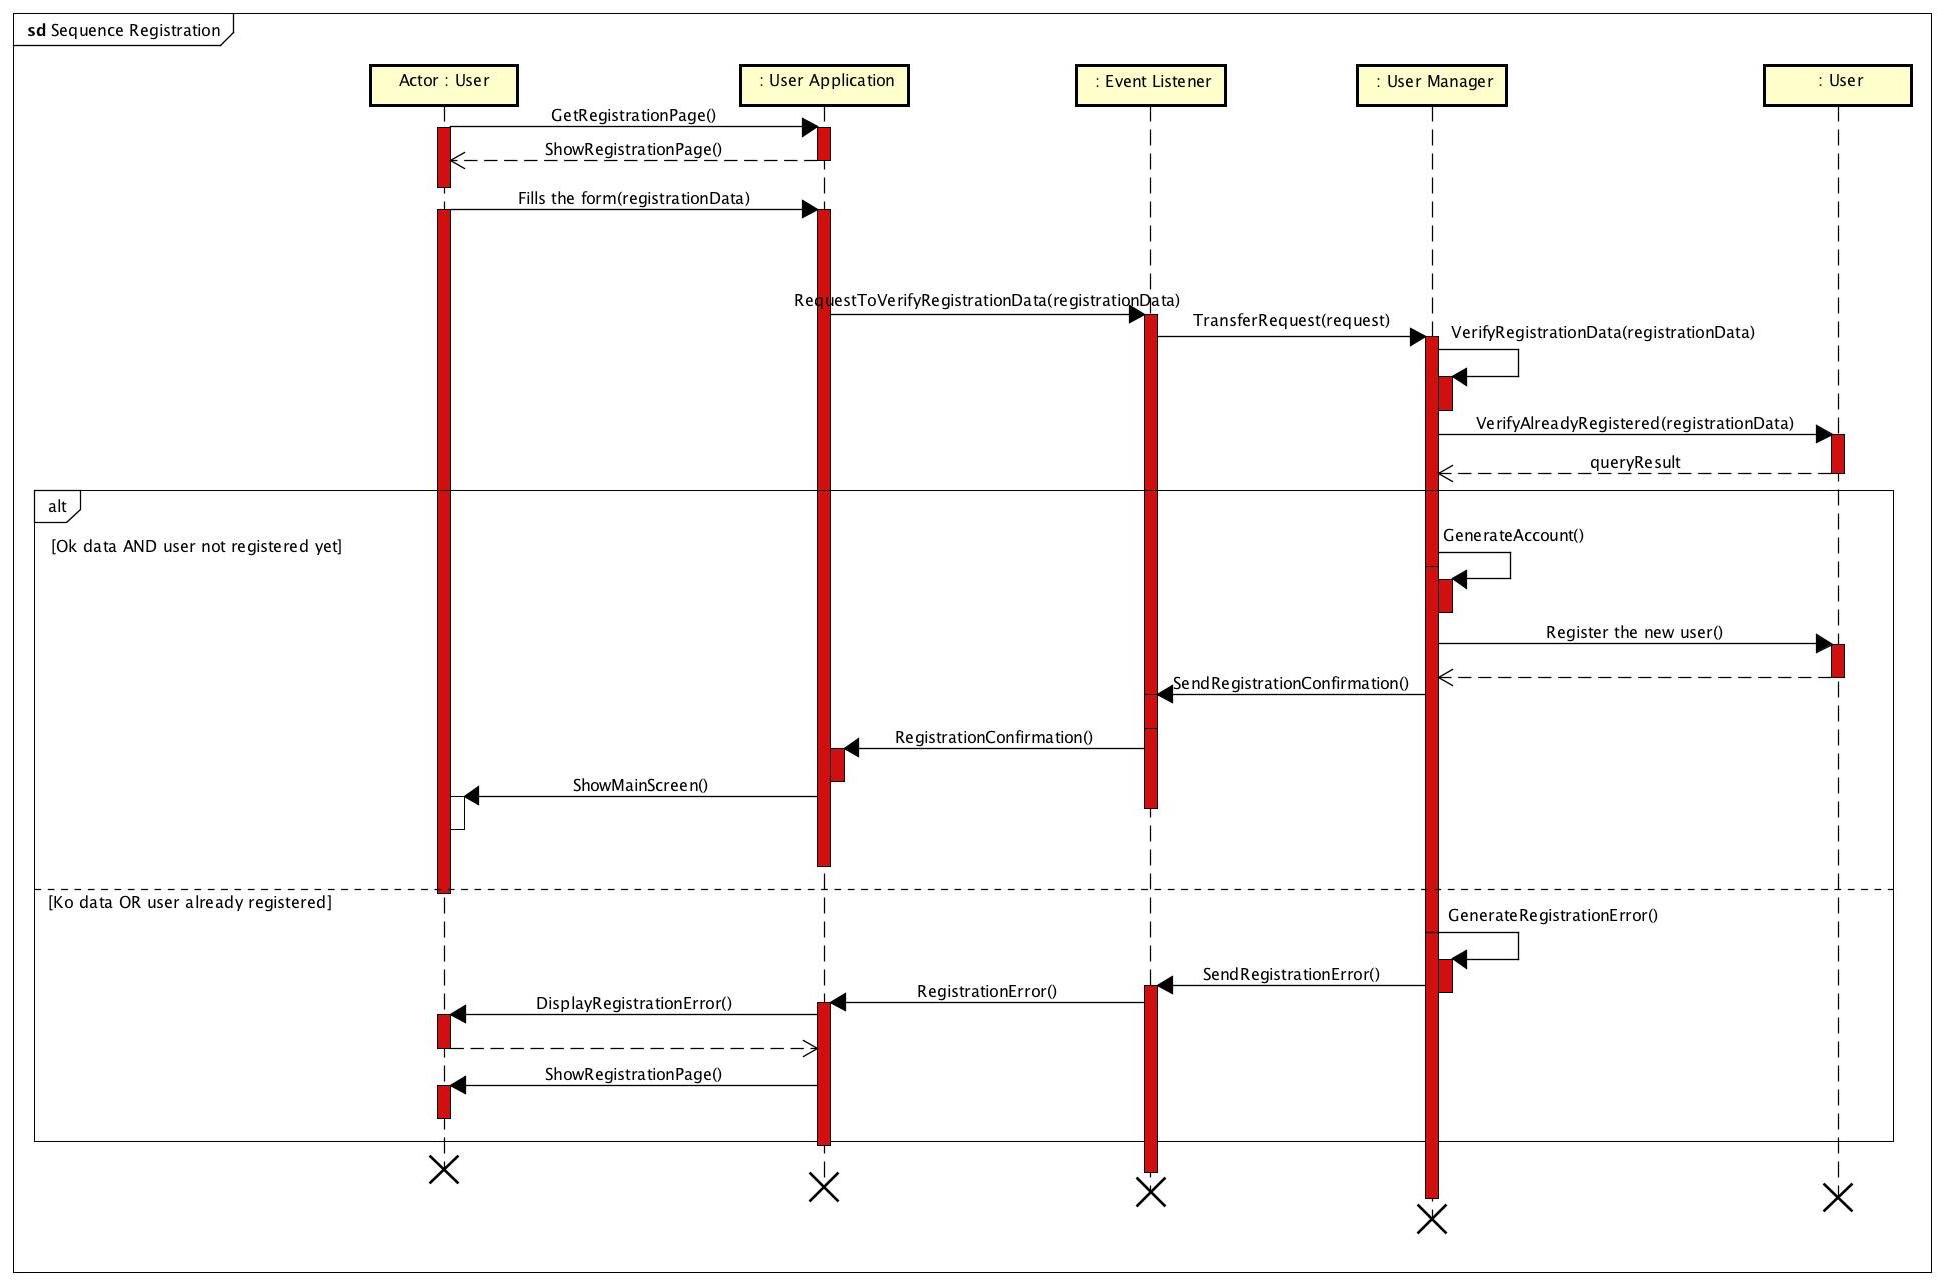 sd Sequence Registration
Actor : User
: User Application
: Event Listener
: User Manager
: User
GetRegistrationPage()
ShowRegistrationPage()
Fills the form(registrationData)
RequestToVerifyRegistrationData(registrationData)
TransferRequest(request)
VerifyRegistrationData(registrationData)
VerifyAlreadyRegistered(registrationData)
queryResult
alt
[Ok data AND user not registered yet]
GenerateAccount()
Register the new user()
SendRegistrationConfirmation()
RegistrationConfirmation()
ShowMainScreen()
[Ko data OR user already registered]
GenerateRegistrationError()
SendRegistrationError()
RegistrationError()
DisplayRegistrationError()
ShowRegistrationPage()